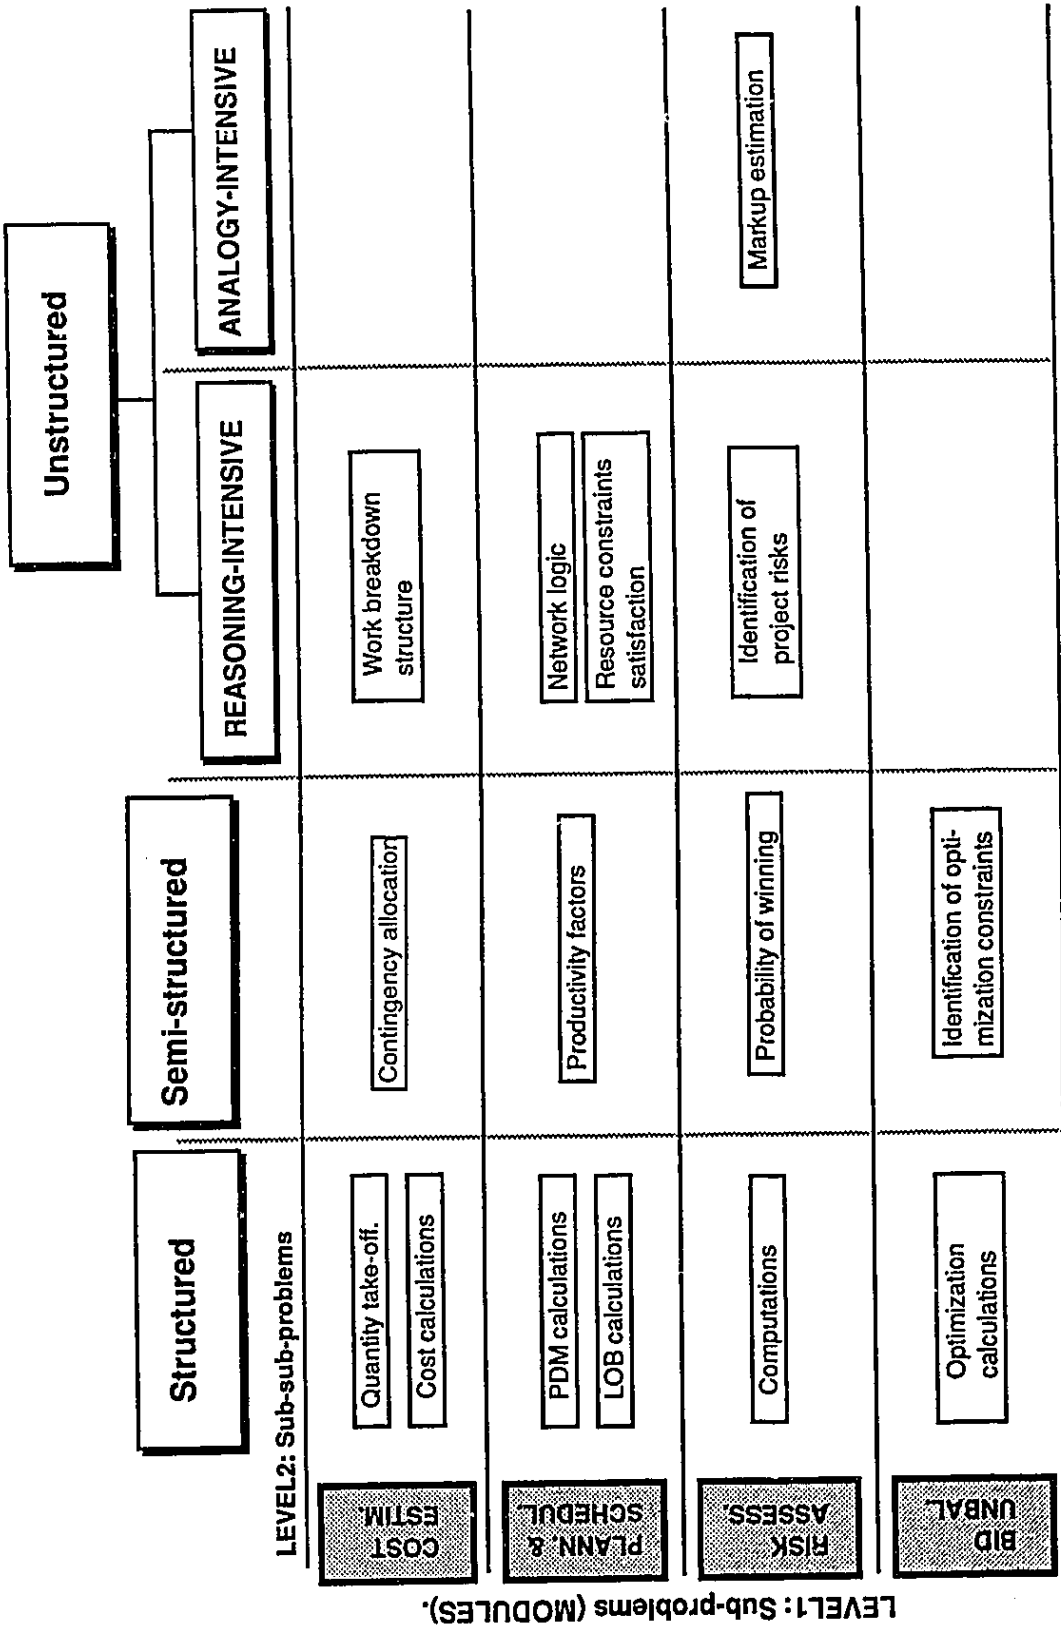 Unstructured
Structured
Semi-structured
REASONING-INTENSIVE
ANALOGY-INTENSIVE
LEVEL2: Sub-sub-problems
LEVEL1: Sub-problems (MODULES).
COST
ESTIM.
Quantity take-off.
Cost calculations
Contingency allocation
Work breakdown
structure
PLANN. &
SCHEDUL.
PDM calculations
LOB calculations
Productivity factors
Network logic
Resource constraints
satisfaction
RISK
ASSESS.
Computations
Probability of winning
Identification of
project risks
Markup estimation
BID
UNBAL.
Optimization
calculations
Identification of opti-
mization constraints